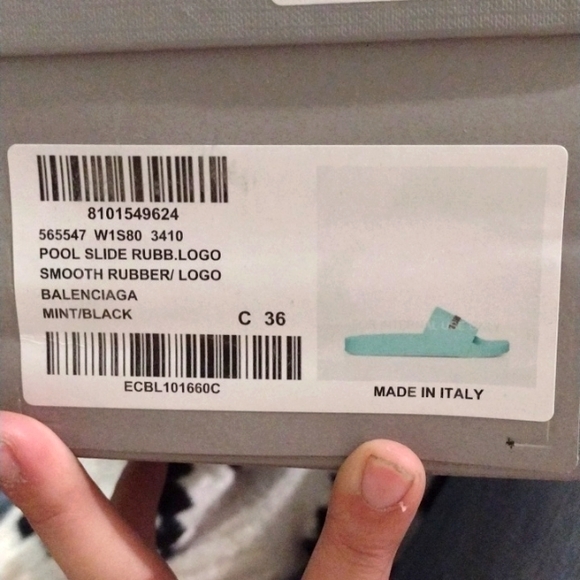 8101549624
565547 W1S80 3410
POOL SLIDE RUBB.LOGO
SMOOTH RUBBER/ LOGO
BALENCIAGA
MINT/BLACK
C 36
ECBL101660C
MADE IN ITALY